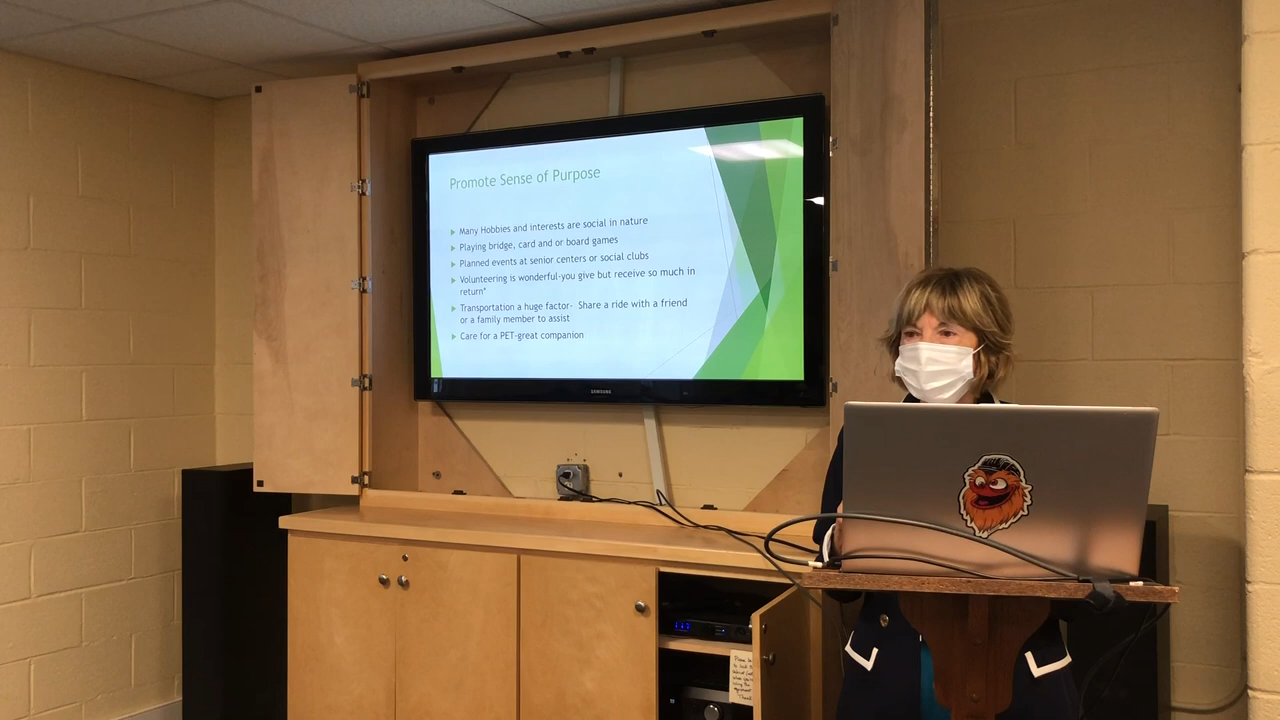 Promote Sense of Purpose
Many Hobbies and interests are social in nature
Playing bridge, card and or board games
Planned events at senior centers or social clubs
Volunteering is wonderful-you give but receive so much in
return"
Transportation a huge factor- Share a ride with a friend
or a family member to assist
Care for a PET-great companion
SAMSUNG
Please